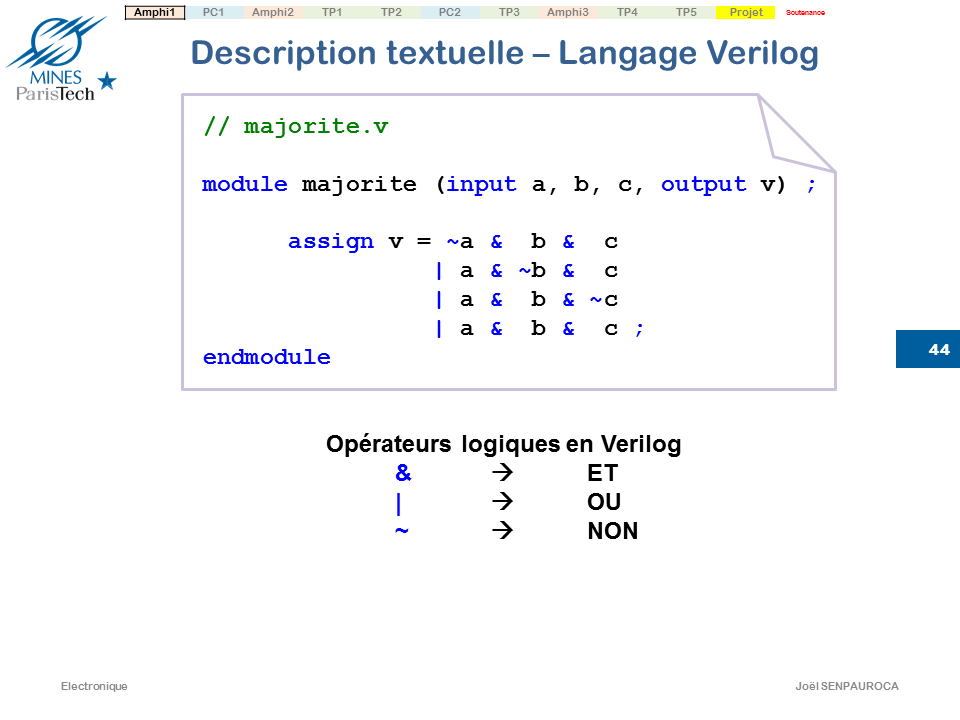 Amphi1 PC1 Amphi2 TP1 TP2 PC2 TP3 Amphi3 TP4 TP5 Projet Soutenance
MINES
ParisTech
Description textuelle – Langage Verilog
// majorite.v
module majorite (input a, b, c, output v) ;
assign v = ~a & b & c
| a & ~b & c
| a & b & ~c
| a & b & c ;
endmodule
44
Opérateurs logiques en Verilog
& → ET
| → OU
~ → NON
Electronique
Joël SENPAUROCA